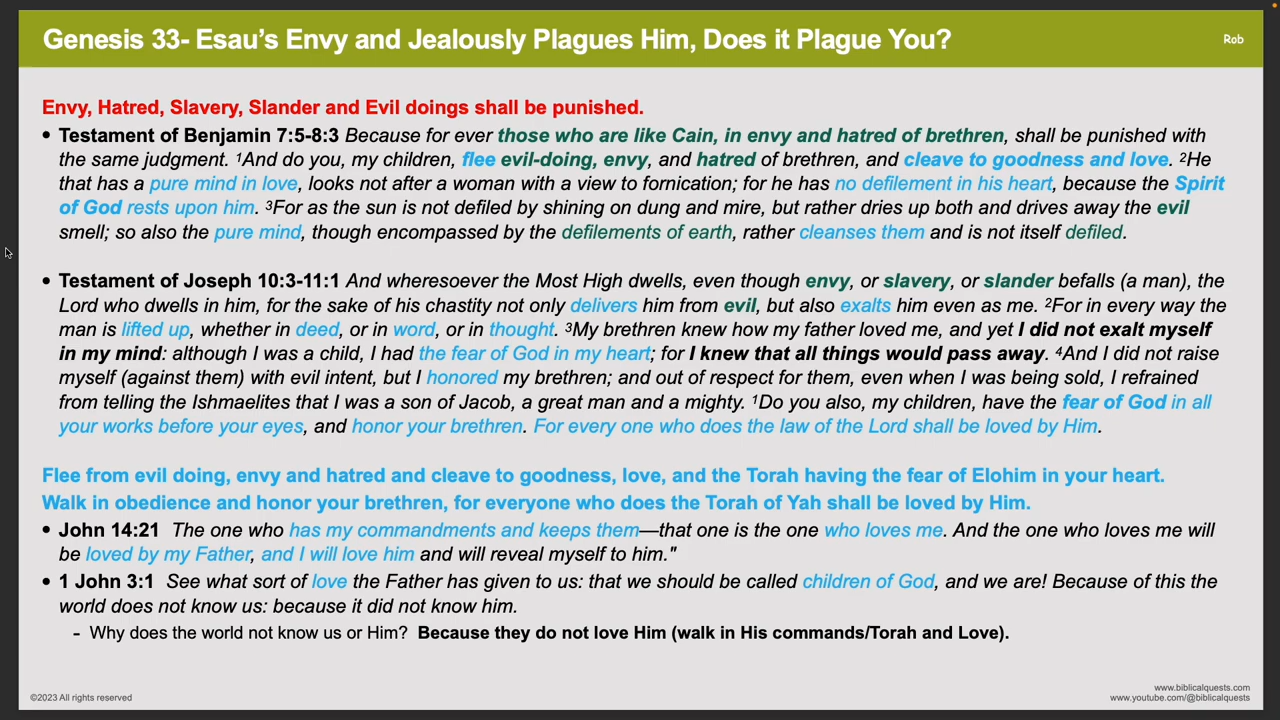 Genesis 33- Esau's Envy and Jealously Plagues Him, Does it Plague You?
Rob
Envy, Hatred, Slavery, Slander and Evil doings shall be punished.
• Testament of Benjamin 7:5-8:3 Because for ever those who are like Cain, in envy and hatred of brethren, shall be punished with
the same judgment. ¹And do you, my children, flee evil-doing, envy, and hatred of brethren, and cleave to goodness and love. ²He
that has a pure mind in love, looks not after a woman with a view to fornication; for he has no defilement in his heart, because the Spirit
of God rests upon him. ³For as the sun is not defiled by shining on dung and mire, but rather dries up both and drives away the evil
smell; so also the pure mind, though encompassed by the defilements of earth, rather cleanses them and is not itself defiled.
• Testament of Joseph 10:3-11:1 And wheresoever the Most High dwells, even though envy, or slavery, or slander befalls (a man), the
Lord who dwells in him, for the sake of his chastity not only delivers him from evil, but also exalts him even as me. ²For in every way the
man is lifted up, whether in deed, or in word, or in thought. ³My brethren knew how my father loved me, and yet I did not exalt myself
in my mind: although I was a child, I had the fear of God in my heart; for I knew that all things would pass away. ⁴And I did not raise
myself (against them) with evil intent, but I honored my brethren; and out of respect for them, even when I was being sold, I refrained
from telling the Ishmaelites that I was a son of Jacob, a great man and a mighty. ¹Do you also, my children, have the fear of God in all
your works before your eyes, and honor your brethren. For every one who does the law of the Lord shall be loved by Him.
Flee from evil doing, envy and hatred and cleave to goodness, love, and the Torah having the fear of Elohim in your heart.
Walk in obedience and honor your brethren, for everyone who does the Torah of Yah shall be loved by Him.
• John 14:21 The one who has my commandments and keeps them—that one is the one who loves me. And the one who loves me will
be loved by my Father, and I will love him and will reveal myself to him."
• 1 John 3:1 See what sort of love the Father has given to us: that we should be called children of God, and we are! Because of this the
world does not know us: because it did not know him.
- Why does the world not know us or Him? Because they do not love Him (walk in His commands/Torah and Love).
©2023 All rights reserved
www.biblicalquests.com
www.youtube.com/@biblicalquests